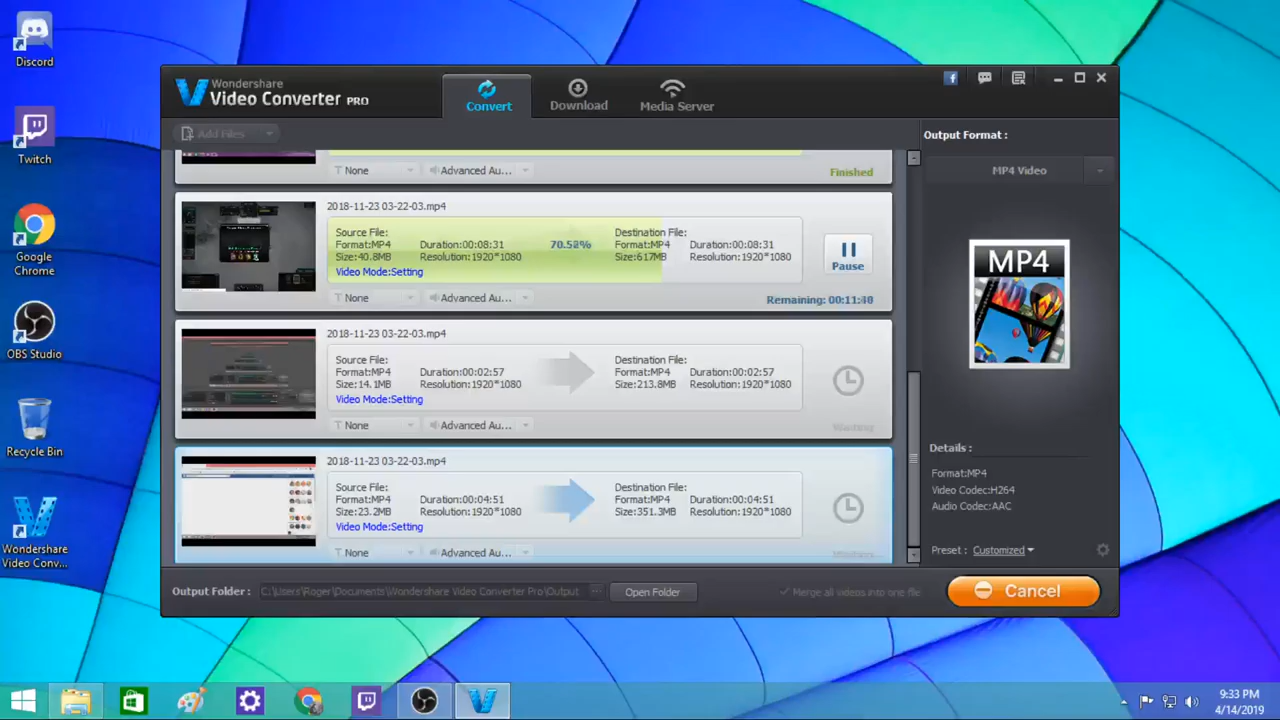 Discord
Twitch
Google
Chrome
OBS Studio
Recycle Bin
Wondershare
Video Conv...
Wondershare
Video Converter PRO
Convert
Download
Media Server
Add Files
None
Advanced Au...
Finished
2018-11-23 03-22-03.mp4
Source File:
Format:MP4 Duration:00:08:31
Size:40.8MB Resolution:1920*1080
Video Mode:Setting
70.58%
Destination File:
Format:MP4 Duration:00:08:31
Size:617MB Resolution:1920*1080
Pause
None
Advanced Au...
Remaining: 00:11:40
2018-11-23 03-22-03.mp4
Source File:
Format:MP4 Duration:00:02:57
Size:14.1MB Resolution:1920*1080
Video Mode:Setting
Destination File:
Format:MP4 Duration:00:02:57
Size:213.8MB Resolution:1920*1080
None
Advanced Au...
Waiting
2018-11-23 03-22-03.mp4
Source File:
Format:MP4 Duration:00:04:51
Size:23.2MB Resolution:1920*1080
Video Mode:Setting
Destination File:
Format:MP4 Duration:00:04:51
Size:351.3MB Resolution:1920*1080
None
Advanced Au...
Output Format :
MP4 Video
MP4
Details :
Format:MP4
Video Codec:H264
Audio Codec:AAC
Preset : Customized
Output Folder : C:\Users\Roger\Documents\Wondershare Video Converter Pro\Output ...
Open Folder
Merge all videos into one file
Cancel
9:33 PM
4/14/2019